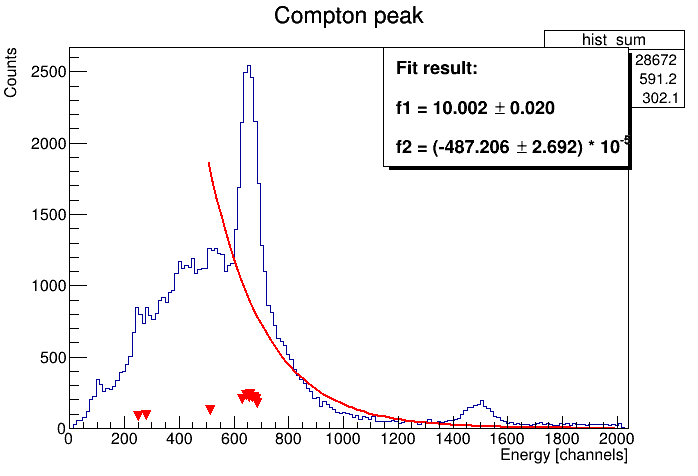 Compton peak
hist_sum
28672
591.2
302.1
Fit result:
f1 = 10.002 ± 0.020
f2 = (-487.206 ± 2.692) * 10^-5
Counts
2500
2000
1500
1000
500
0
0 200 400 600 800 1000 1200 1400 1600 1800 2000
Energy [channels]